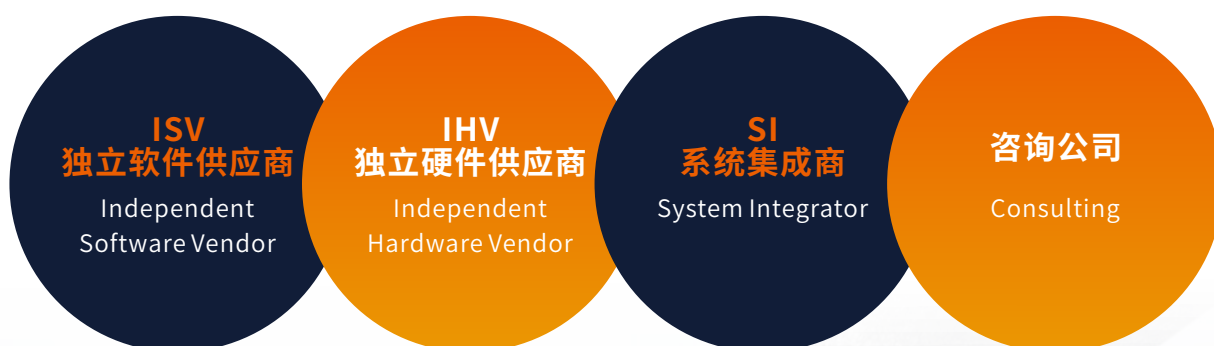 ISV
独立软件供应商
Independent
Software Vendor
IHV
独立硬件供应商
Independent
Hardware Vendor
SI
系统集成商
System Integrator
咨询公司
Consulting